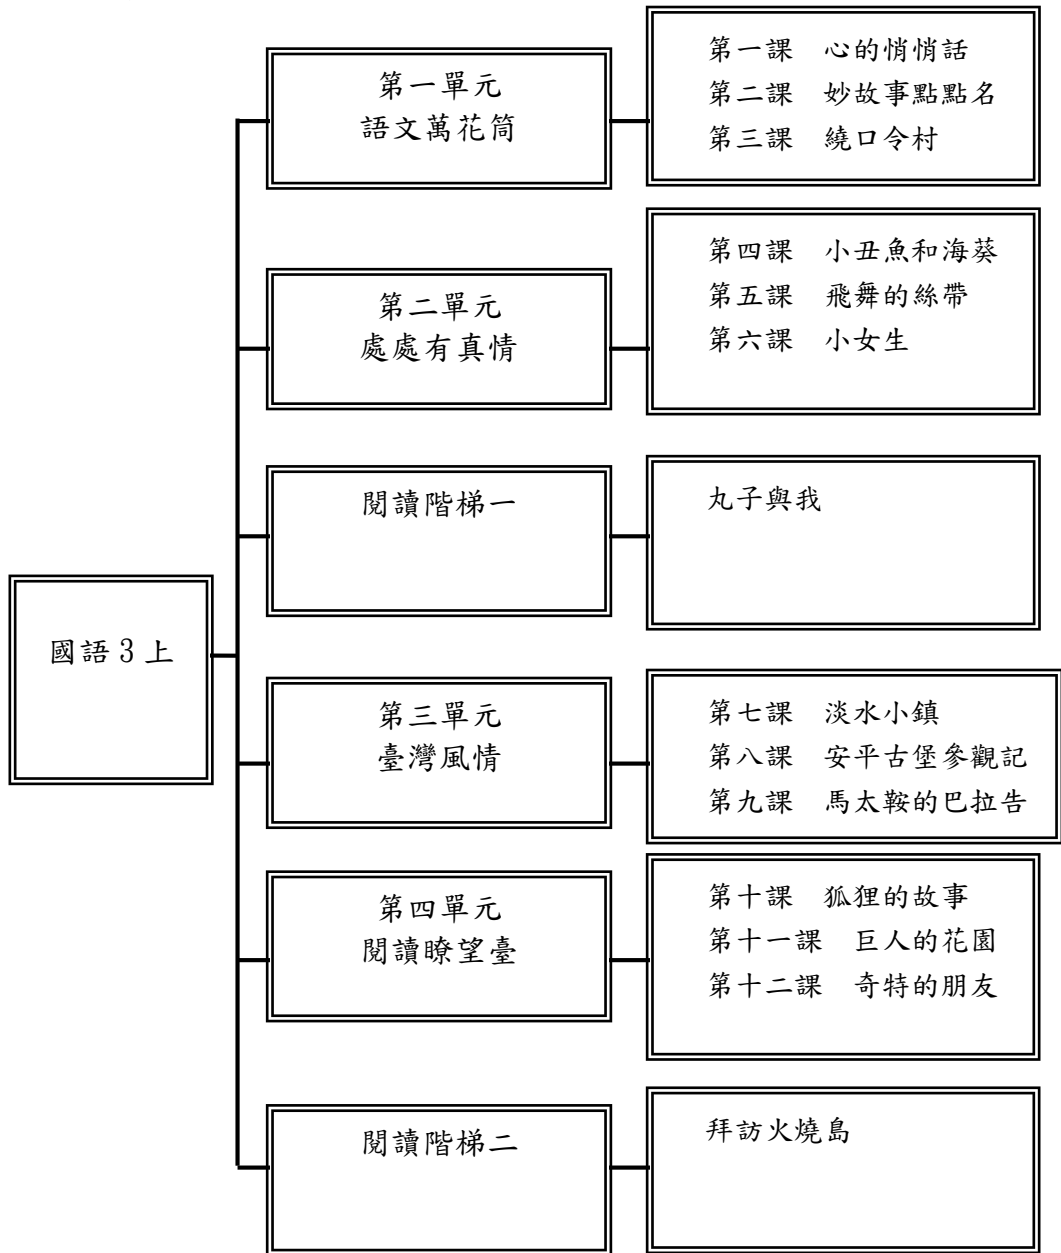 國語3上
第一單元
語文萬花筒
第一課　心的悄悄話
第二課　妙故事點點名
第三課　繞口令村
第二單元
處處有真情
第四課　小丑魚和海葵
第五課　飛舞的絲帶
第六課　小女生
閱讀階梯一
丸子與我
第三單元
臺灣風情
第七課　淡水小鎮
第八課　安平古堡參觀記
第九課　馬太鞍的巴拉告
第四單元
閱讀瞭望臺
第十課　狐狸的故事
第十一課　巨人的花園
第十二課　奇特的朋友
閱讀階梯二
拜訪火燒島